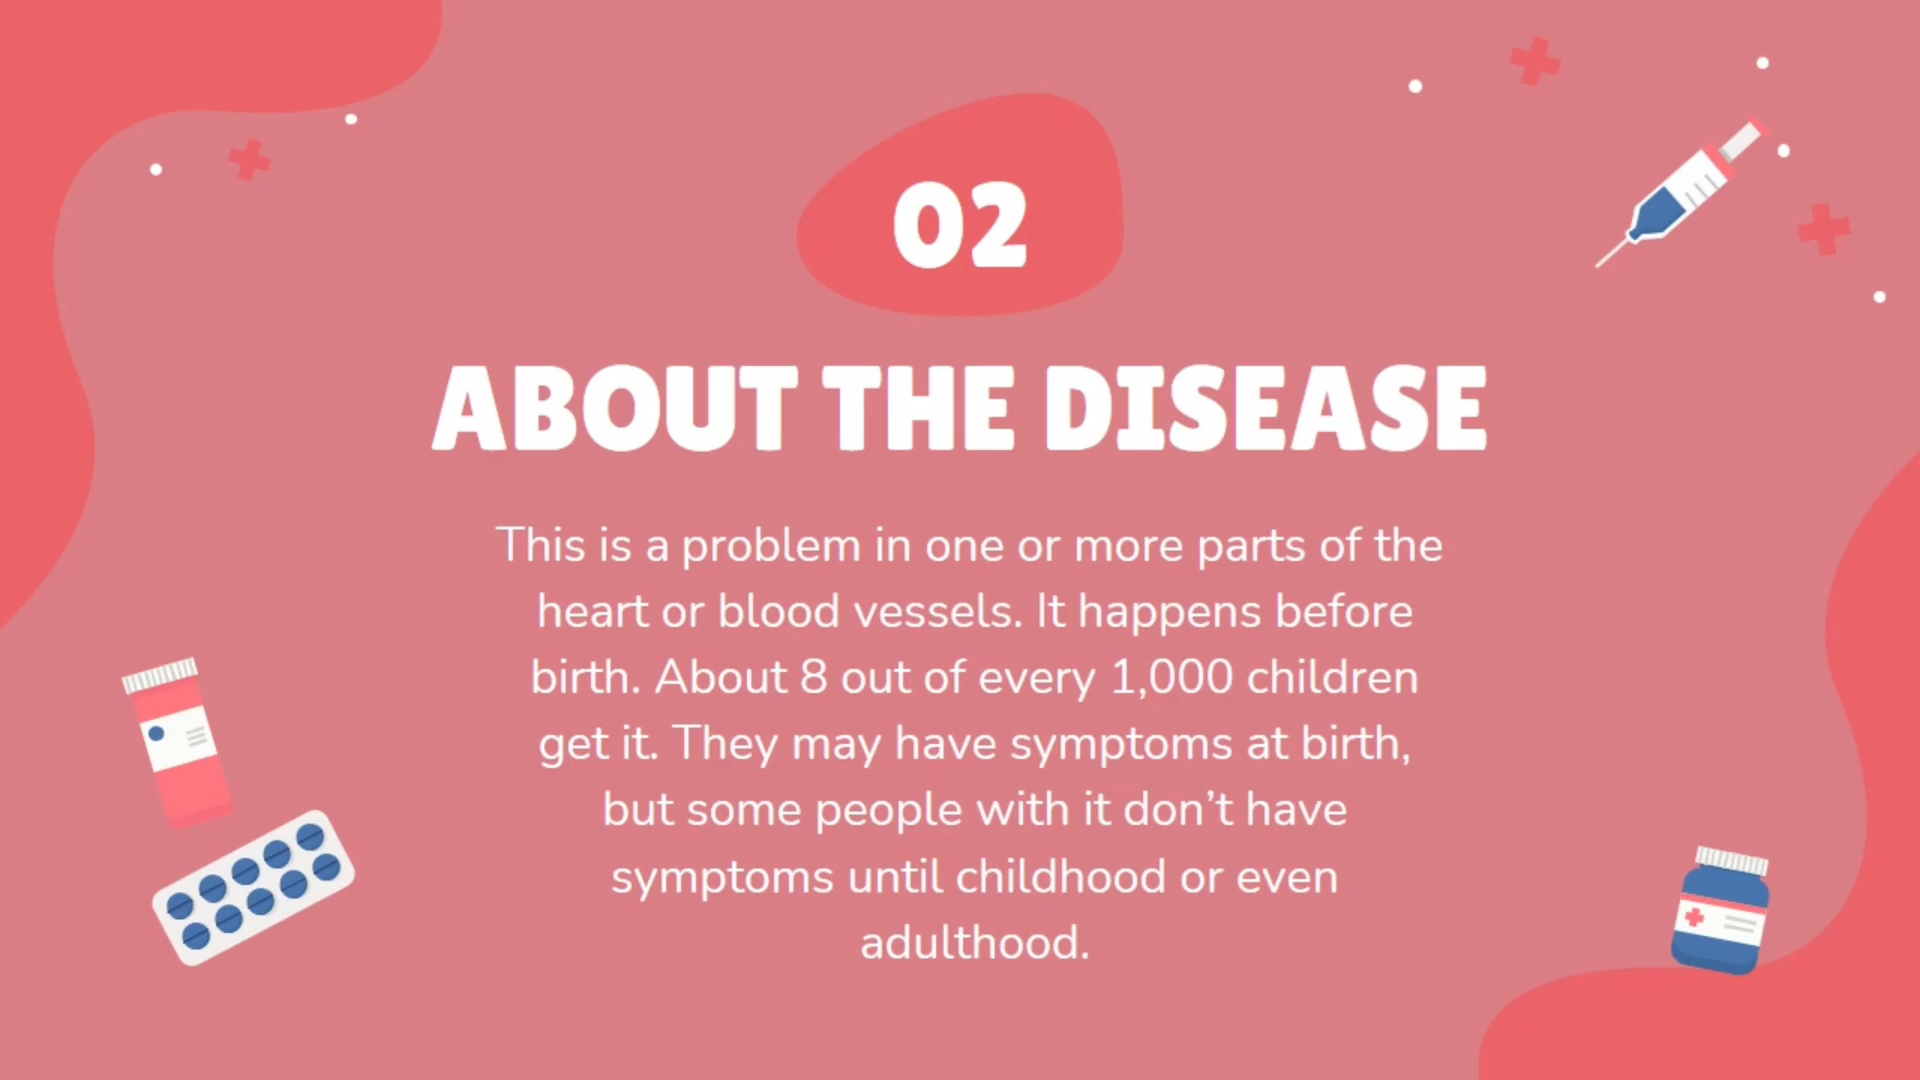 02
ABOUT THE DISEASE
This is a problem in one or more parts of the
heart or blood vessels. It happens before
birth. About 8 out of every 1,000 children
get it. They may have symptoms at birth,
but some people with it don’t have
symptoms until childhood or even
adulthood.